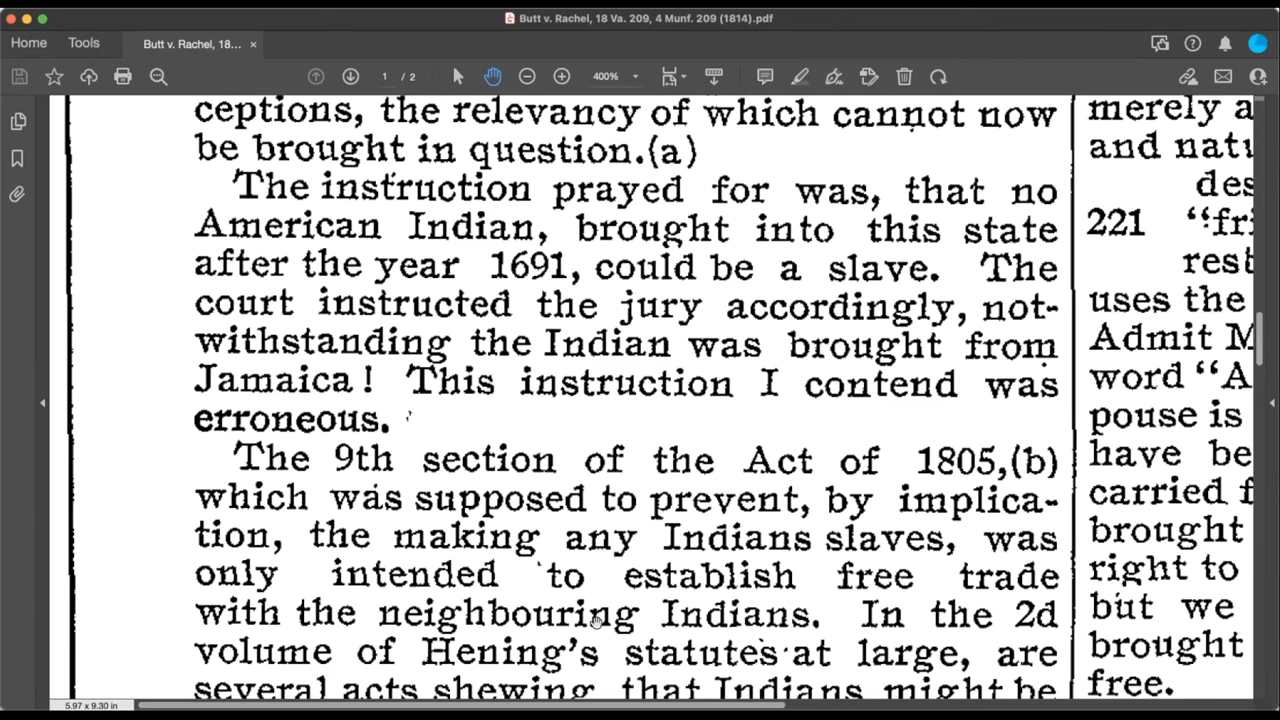 Butt v. Rachel, 18 Va. 209, 4 Munf. 209 (1814).pdf
Home Tools Butt v. Rachel, 18... ×
1 / 2 400%
ceptions, the relevancy of which cannot now
be brought in question.(a)
The instruction prayed for was, that no
American Indian, brought into this state
after the year 1691, could be a slave. The
court instructed the jury accordingly, not-
withstanding the Indian was brought from
Jamaica! This instruction I contend was
erroneous.
The 9th section of the Act of 1805,(b)
which was supposed to prevent, by implica-
tion, the making any Indians slaves, was
only intended to establish free trade
with the neighbouring Indians. In the 2d
volume of Hening's statutes at large, are
several acts shewing, that Indians might be
merely a
and natu
des
221 "fri
rest
uses the
Admit M
word "A
pouse is
have be
carried f
brought
right to
but we
brought
free.
5.97 x 9.30 in